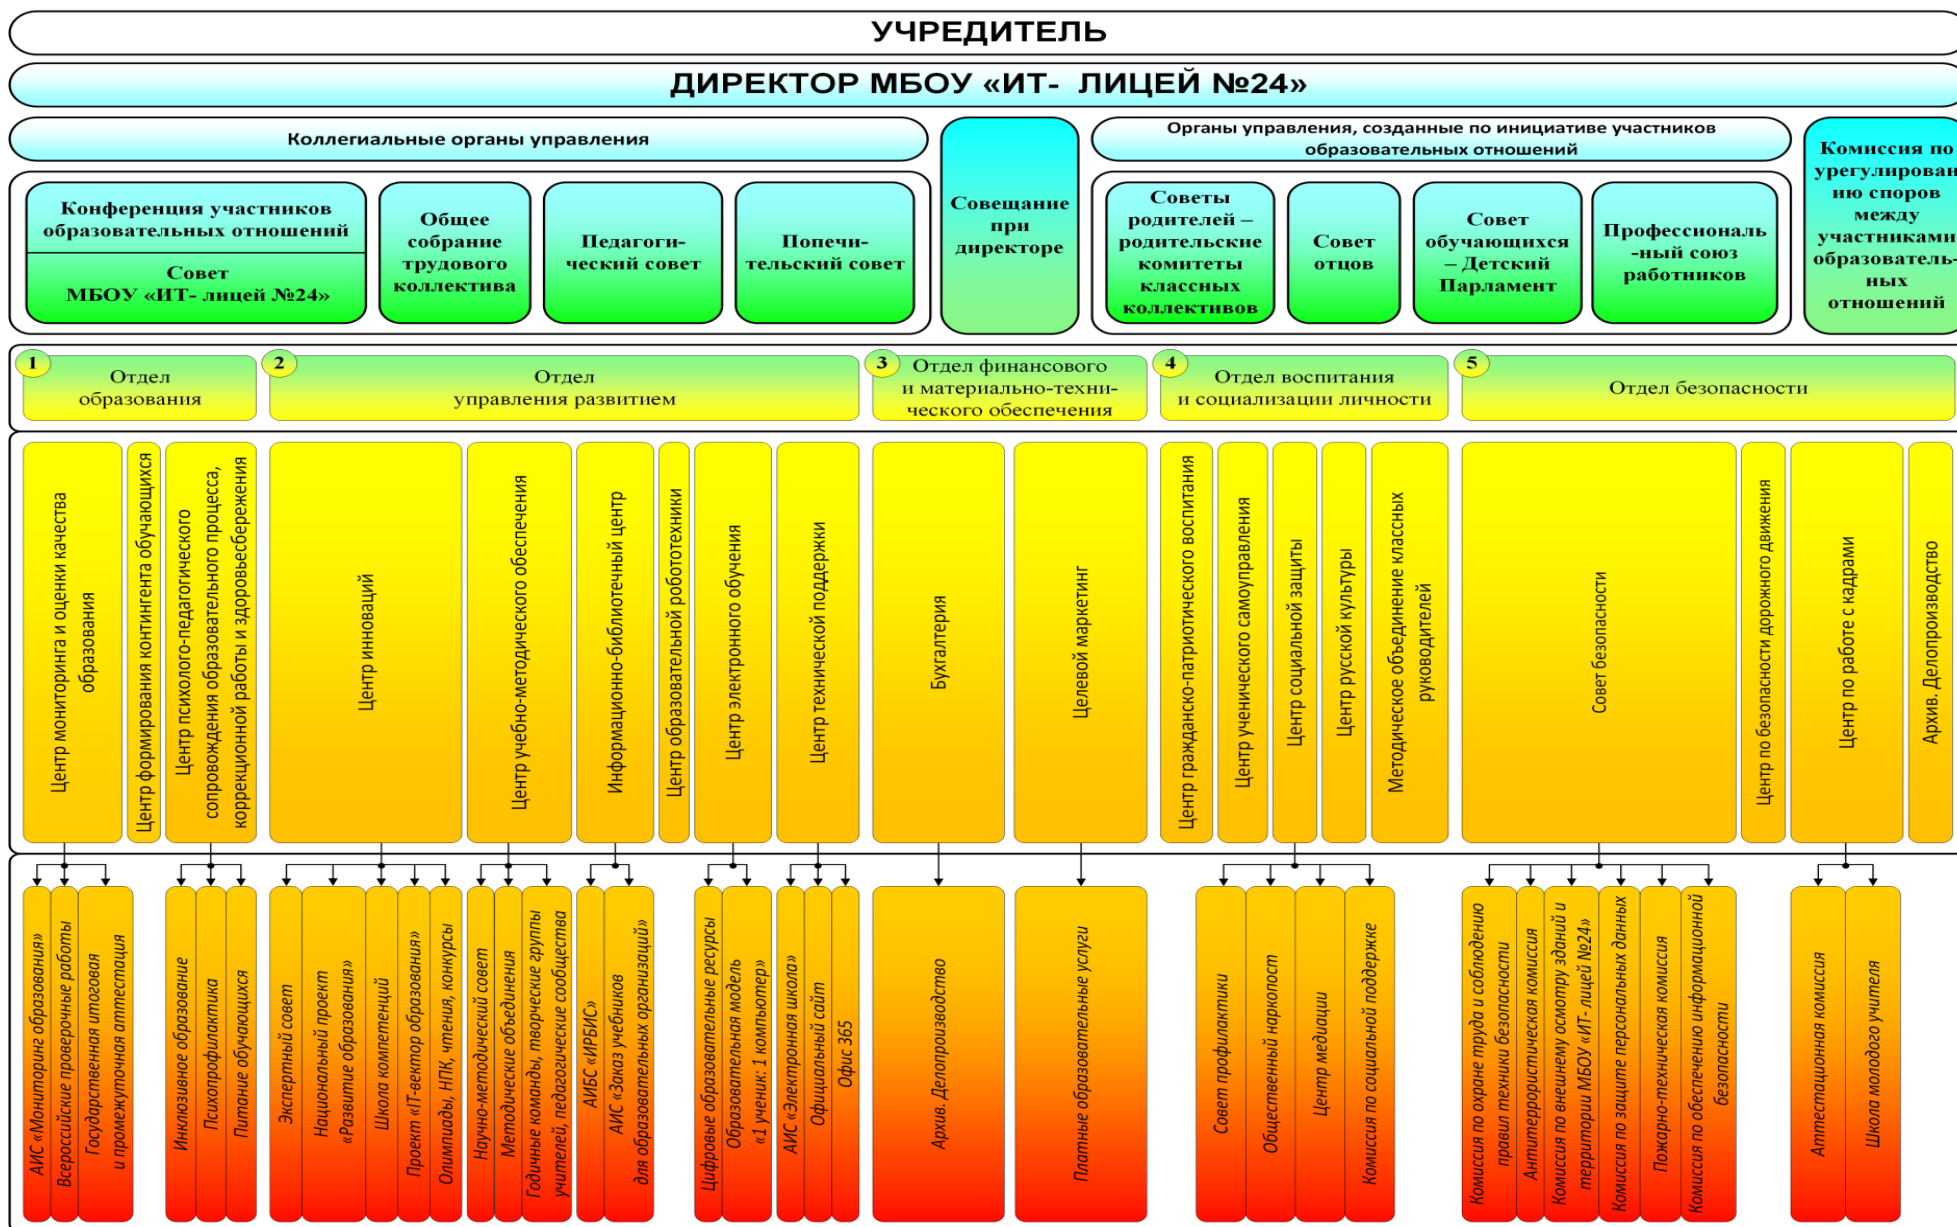 УЧРЕДИТЕЛЬ
ДИРЕКТОР МБОУ «ИТ- ЛИЦЕЙ №24»
Коллегиальные органы управления
Конференция участников
образовательных отношений
Совет
МБОУ «ИТ- лицей №24»
Общее
собрание
трудового
коллектива
Педагоги-
ческий совет
Попечи-
тельский совет
Совещание
при
директоре
Органы управления, созданные по инициативе участников
образовательных отношений
Советы
родителей –
родительские
комитеты
классных
коллективов
Совет
отцов
Совет
обучающихся
– Детский
Парламент
Профессиональ
-ный союз
работников
Комиссия по
урегулирован
ию споров
между
участниками
образователь-
ных
отношений
1
Отдел
образования
2
Отдел
управления развитием
3
Отдел финансового
и материально-техни-
ческого обеспечения
4
Отдел воспитания
и социализации личности
5
Отдел безопасности
Центр мониторинга и оценки качества
образования
Центр формирования контингента обучающихся
Центр психолого-педагогического
сопровождения образовательного процесса,
коррекционной работы и здоровьесбережения
Центр инноваций
Центр учебно-методического обеспечения
Информационно-библиотечный центр
Центр образовательной робототехники
Центр электронного обучения
Центр технической поддержки
Бухгалтерия
Целевой маркетинг
Центр гражданско-патриотического воспитания
Центр ученического самоуправления
Центр социальной защиты
Центр русской культуры
Методическое объединение классных
руководителей
Совет безопасности
Центр по безопасности дорожного движения
Центр по работе с кадрами
Архив. Делопроизводство
АИС «Мониторинг образования»
Всероссийские проверочные работы
Государственная итоговая
и промежуточная аттестация
Инклюзивное образование
Психопрофилактика
Питание обучающихся
Экспертный совет
Национальный проект
«Развитие образования»
Школа компетенций
Проект «IT-вектор образования»
Олимпиады, НПК, чтения, конкурсы
Научно-методический совет
Методические объединения
Годичные команды, творческие группы
учителей, педагогические сообщества
АИБС «ИРБИС»
АИС «Заказ учебников
для образовательных организаций»
Цифровые образовательные ресурсы
Образовательная модель
«1 ученик: 1 компьютер»
АИС «Электронная школа»
Официальный сайт
Офис 365
Архив. Делопроизводство
Платные образовательные услуги
Совет профилактики
Общественный наркопост
Центр медиации
Комиссия по социальной поддержке
Комиссия по охране труда и соблюдению
правил техники безопасности
Антитеррористическая комиссия
Комиссия по внешнему осмотру зданий и
территории МБОУ «ИТ- лицей №24»
Комиссия по защите персональных данных
Пожарно-техническая комиссия
Комиссия по обеспечению информационной
безопасности
Аттестационная комиссия
Школа молодого учителя